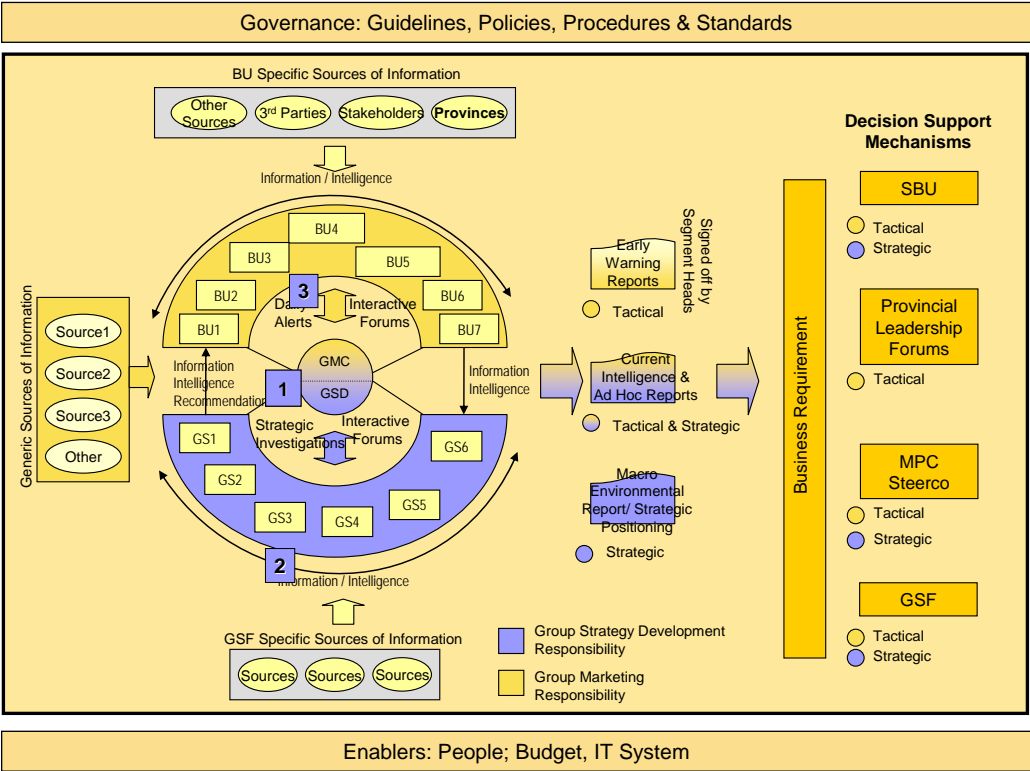 Governance: Guidelines, Policies, Procedures & Standards
BU Specific Sources of Information
Other
Sources
3rd Parties
Stakeholders
Provinces
Information / Intelligence
BU4
BU3
BU5
BU2
BU6
BU1
BU7
3
Daily
Alerts
Interactive
Forums
GMC
GSD
1
Information
Intelligence
Recommendation
Information
Intelligence
Strategic
Investigations
Interactive
Forums
GS1
GS2
GS3
GS4
GS5
GS6
2
Information / Intelligence
GSF Specific Sources of Information
Sources
Sources
Sources
Generic Sources of Information
Source1
Source2
Source3
Other
Early
Warning
Reports
Signed off by
Segment Heads
Tactical
Current
Intelligence &
Ad Hoc Reports
Tactical & Strategic
Macro
Environmental
Report/ Strategic
Positioning
Strategic
Group Strategy Development
Responsibility
Group Marketing
Responsibility
Business Requirement
Decision Support
Mechanisms
SBU
Tactical
Strategic
Provincial
Leadership
Forums
Tactical
MPC
Steerco
Tactical
Strategic
GSF
Tactical
Strategic
Enablers: People; Budget, IT System